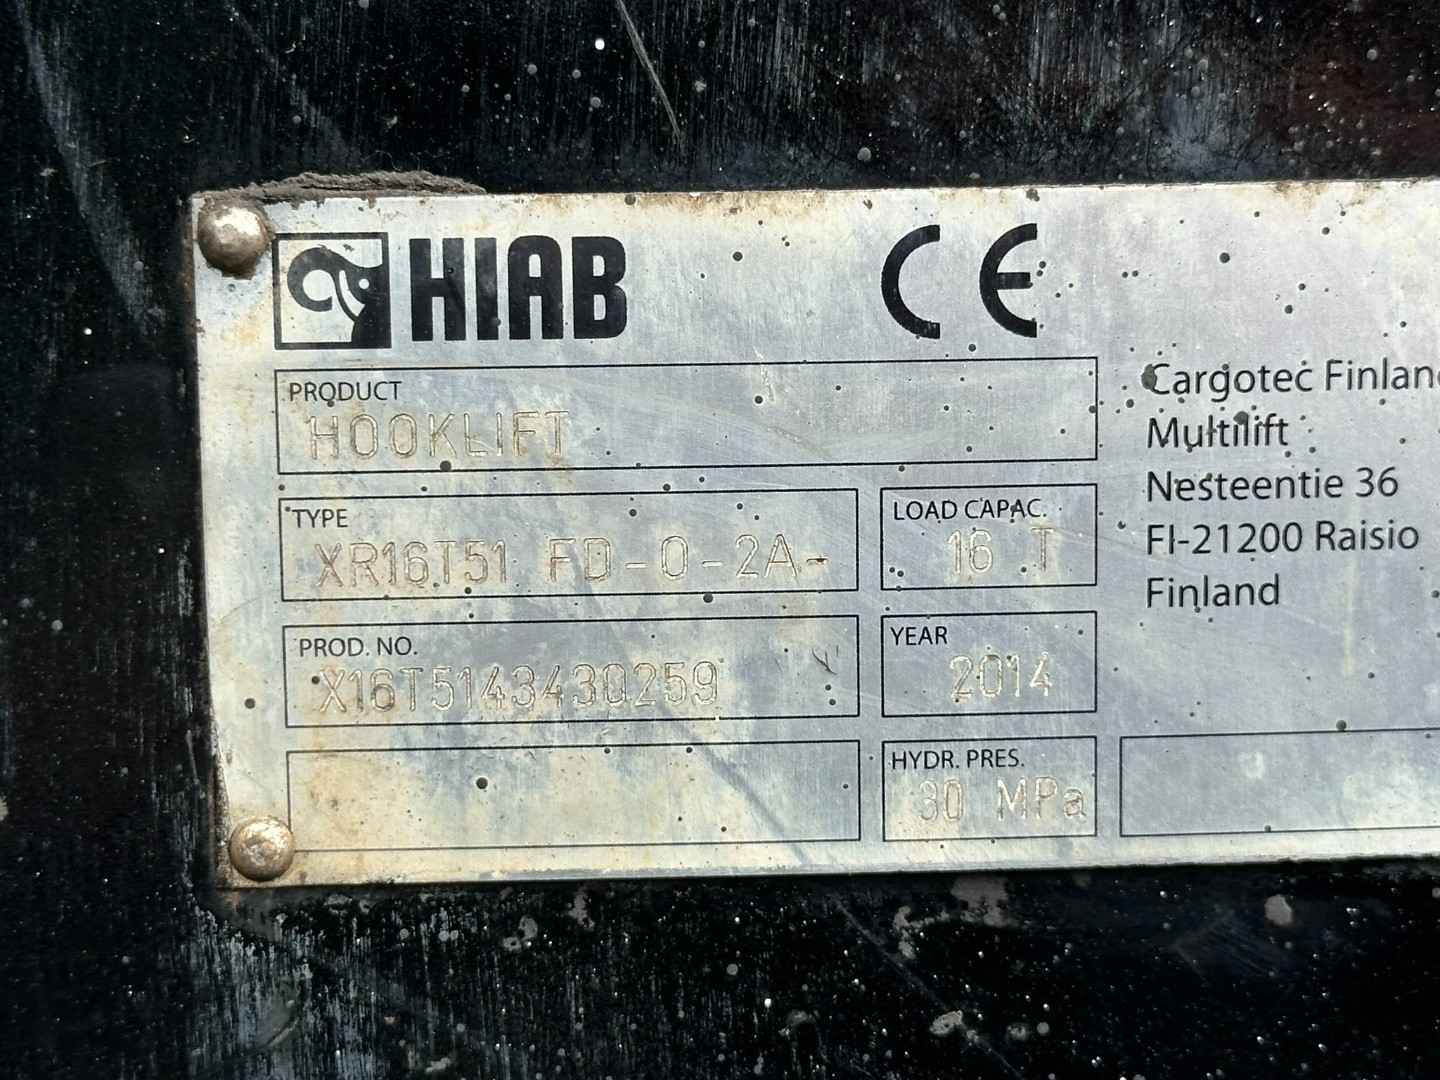 HIAB CE
PRODUCT
HOOKLIFT
TYPE
XR16T51 FD-0-2A-
LOAD CAPAC.
16 T
PROD. NO.
X16T5143430259
YEAR
2014
HYDR. PRES.
30 MPa
Cargotec Finland
Multilift
Nesteentie 36
FI-21200 Raisio
Finland